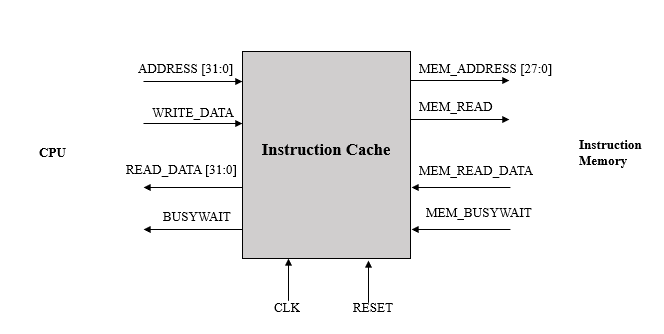 ADDRESS [31:0]
MEM_ADDRESS [27:0]
WRITE_DATA
MEM_READ
CPU
Instruction Cache
Instruction
Memory
READ_DATA [31:0]
MEM_READ_DATA
BUSYWAIT
MEM_BUSYWAIT
CLK
RESET